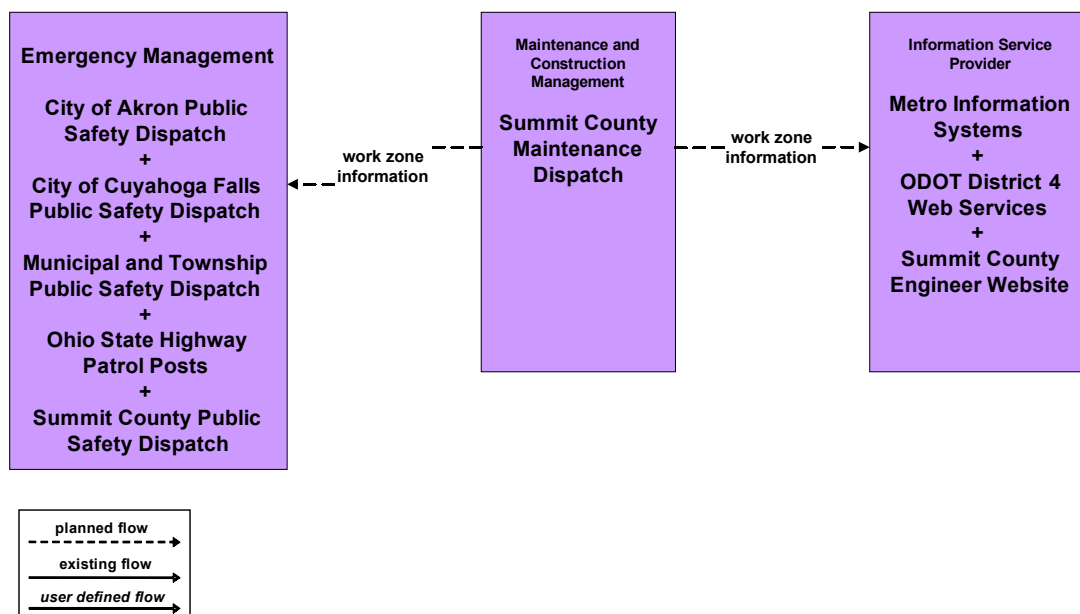 Emergency Management
City of Akron Public
Safety Dispatch
+
City of Cuyahoga Falls
Public Safety Dispatch
+
Municipal and Township
Public Safety Dispatch
+
Ohio State Highway
Patrol Posts
+
Summit County Public
Safety Dispatch
work zone
information
Maintenance and
Construction
Management
Summit County
Maintenance
Dispatch
work zone
information
Information Service
Provider
Metro Information
Systems
+
ODOT District 4
Web Services
+
Summit County
Engineer Website
planned flow
existing flow
user defined flow